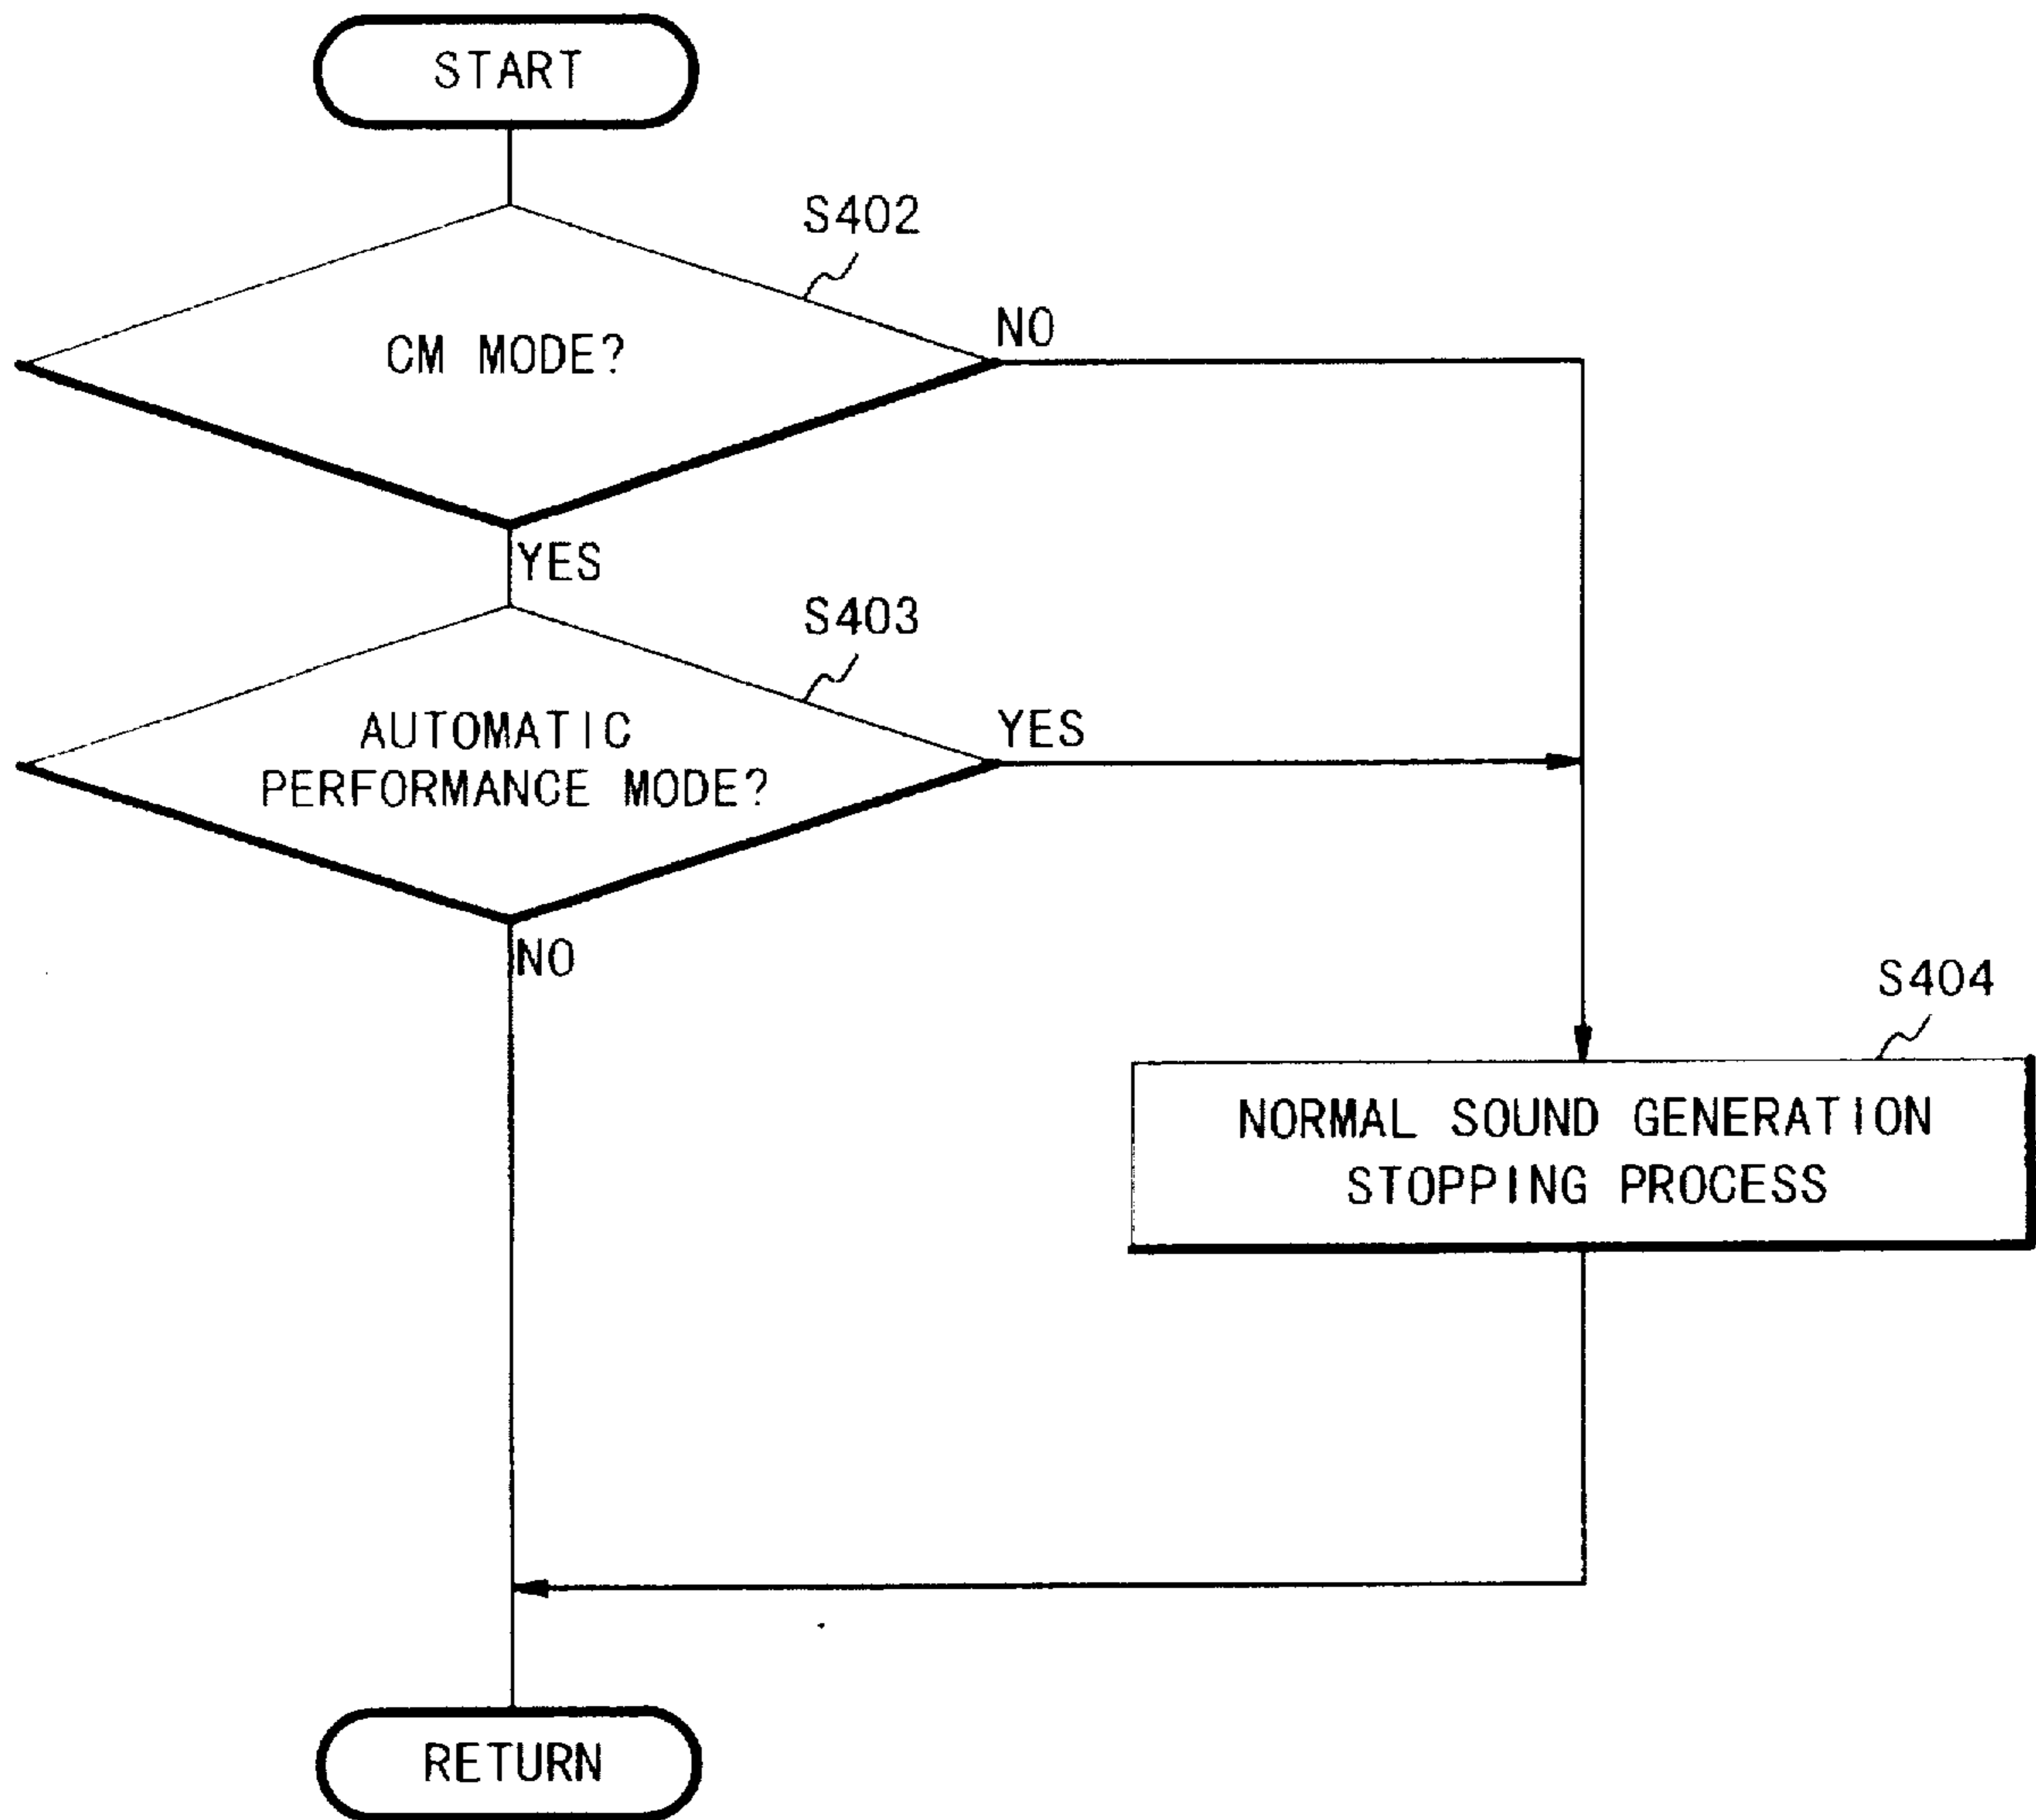 START
S402
CM MODE?
NO
YES
S403
AUTOMATIC
PERFORMANCE MODE?
YES
NO
S404
NORMAL SOUND GENERATION
STOPPING PROCESS
RETURN